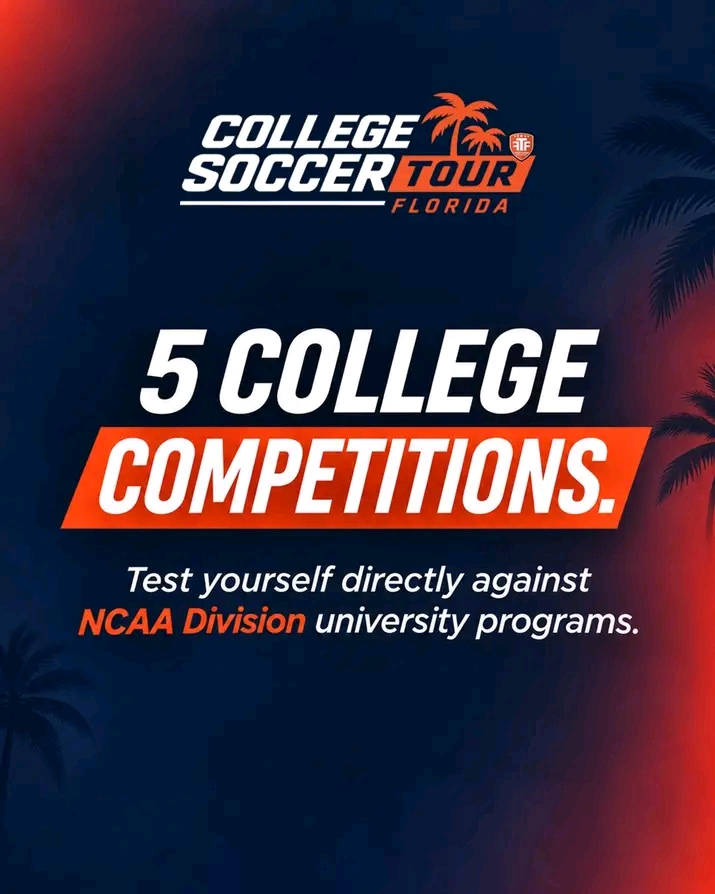 COLLEGE
SOCCER TOUR
FLORIDA
5 COLLEGE
COMPETITIONS.
Test yourself directly against
NCAA Division university programs.